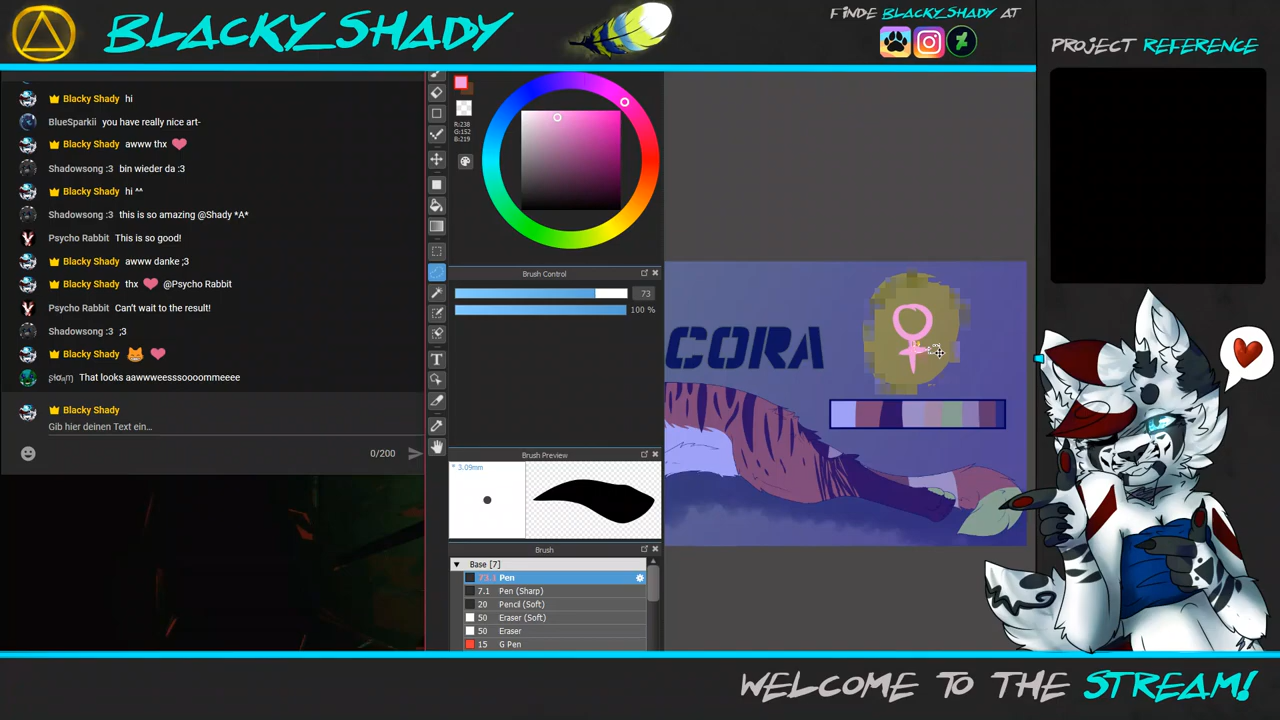 BLACKY_SHADY
FINDE BLACKY_SHADY AT
PROJECT REFERENCE
Blacky Shady hi
BlueSparkii you have really nice art-
Blacky Shady awww thx
Shadowsong :3 bin wieder da :3
Blacky Shady hi ^^
Shadowsong :3 this is so amazing @Shady *A*
Psycho Rabbit This is so good!
Blacky Shady awww danke ;3
Blacky Shady thx @Psycho Rabbit
Psycho Rabbit Can't wait to the result!
Shadowsong :3 ;3
Blacky Shady
That looks aawwweessoooommeeee
Blacky Shady
Gib hier deinen Text ein...
0/200
R:238
G:152
B:219
Brush Control
73
100 %
Brush Preview
* 3.09mm
Brush
Base [7]
73.1 Pen
7.1 Pen (Sharp)
20 Pencil (Soft)
50 Eraser (Soft)
50 Eraser
15 G Pen
CORA
WELCOME TO THE STREAM!